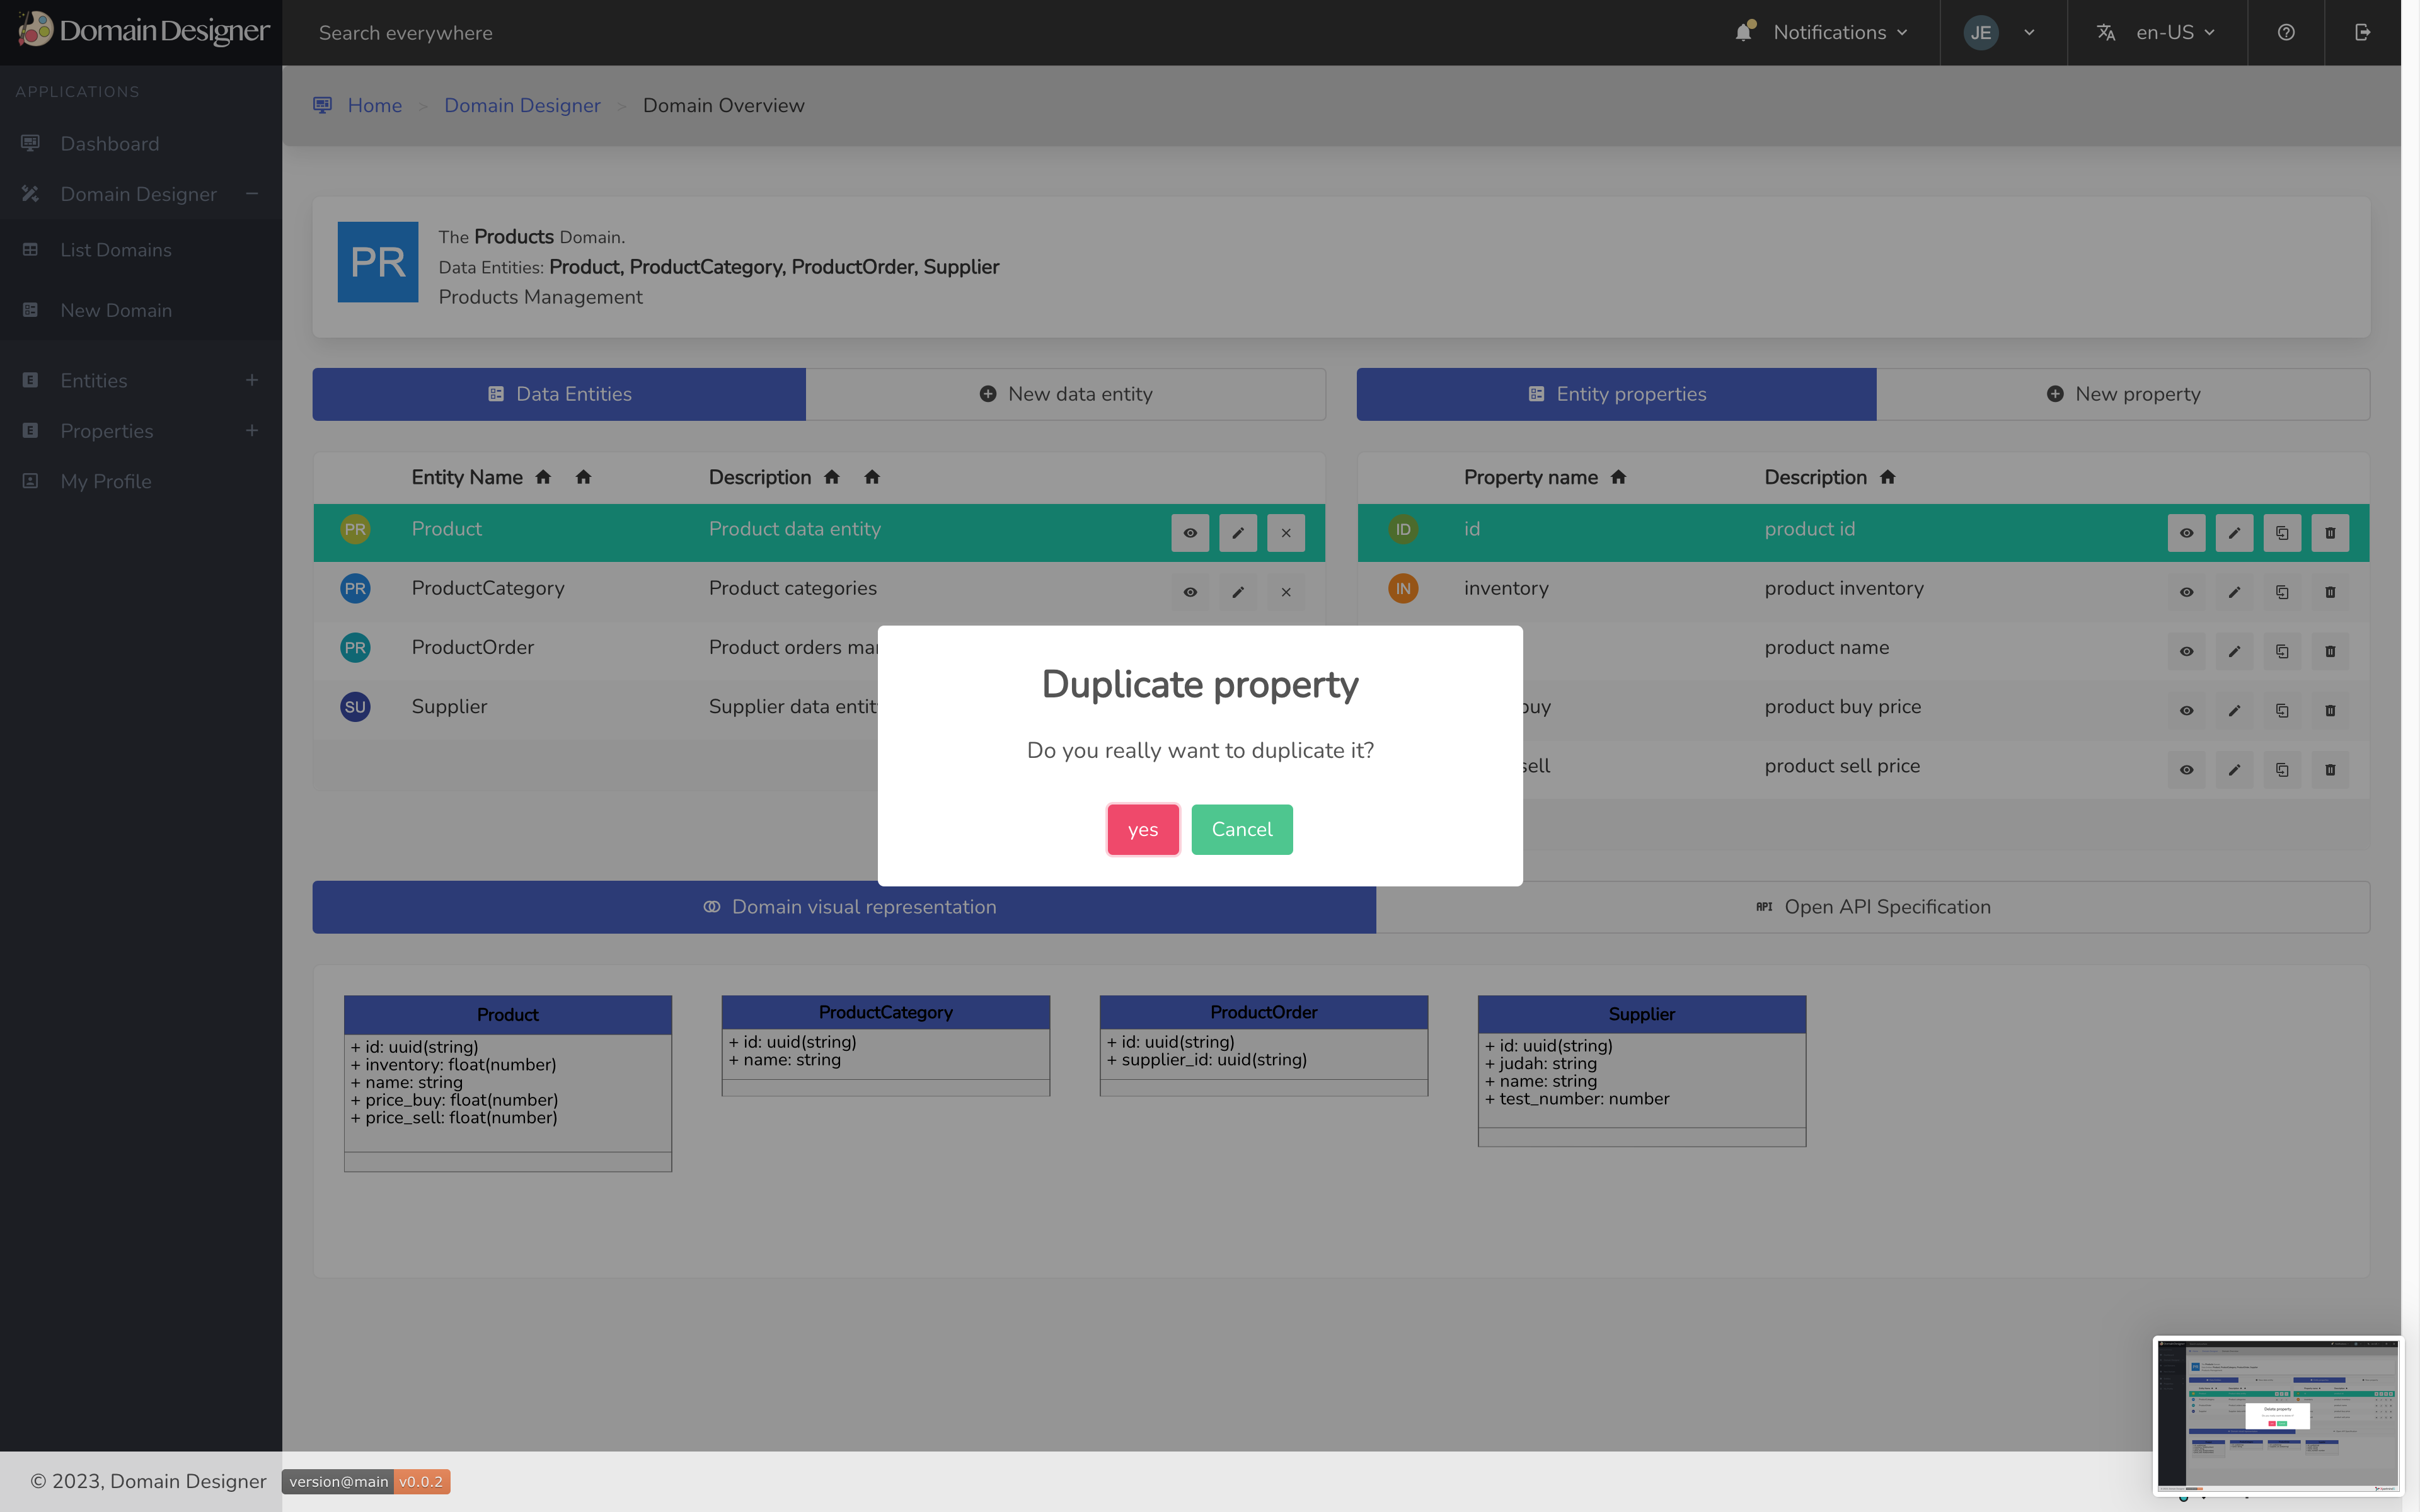 Domain Designer
Search everywhere
Notifications
JE
en-US
APPLICATIONS
Dashboard
Domain Designer
List Domains
New Domain
Entities
Properties
My Profile
Home > Domain Designer > Domain Overview
PR
The Products Domain.
Data Entities: Product, ProductCategory, ProductOrder, Supplier
Products Management
Data Entities
New data entity
Entity properties
New property
Entity Name
Description
PR Product Product data entity
PR ProductCategory Product categories
PR ProductOrder Product orders
SU Supplier Supplier data
Property name
Description
ID id product id
IN inventory product inventory
product name
buy product buy price
sell product sell price
Duplicate property
Do you really want to duplicate it?
yes
Cancel
Domain visual representation
API Open API Specification
Product
+ id: uuid(string)
+ inventory: float(number)
+ name: string
+ price_buy: float(number)
+ price_sell: float(number)
ProductCategory
+ id: uuid(string)
+ name: string
ProductOrder
+ id: uuid(string)
+ supplier_id: uuid(string)
Supplier
+ id: uuid(string)
+ judah: string
+ name: string
+ test_number: number
© 2023, Domain Designer
version@main v0.0.2